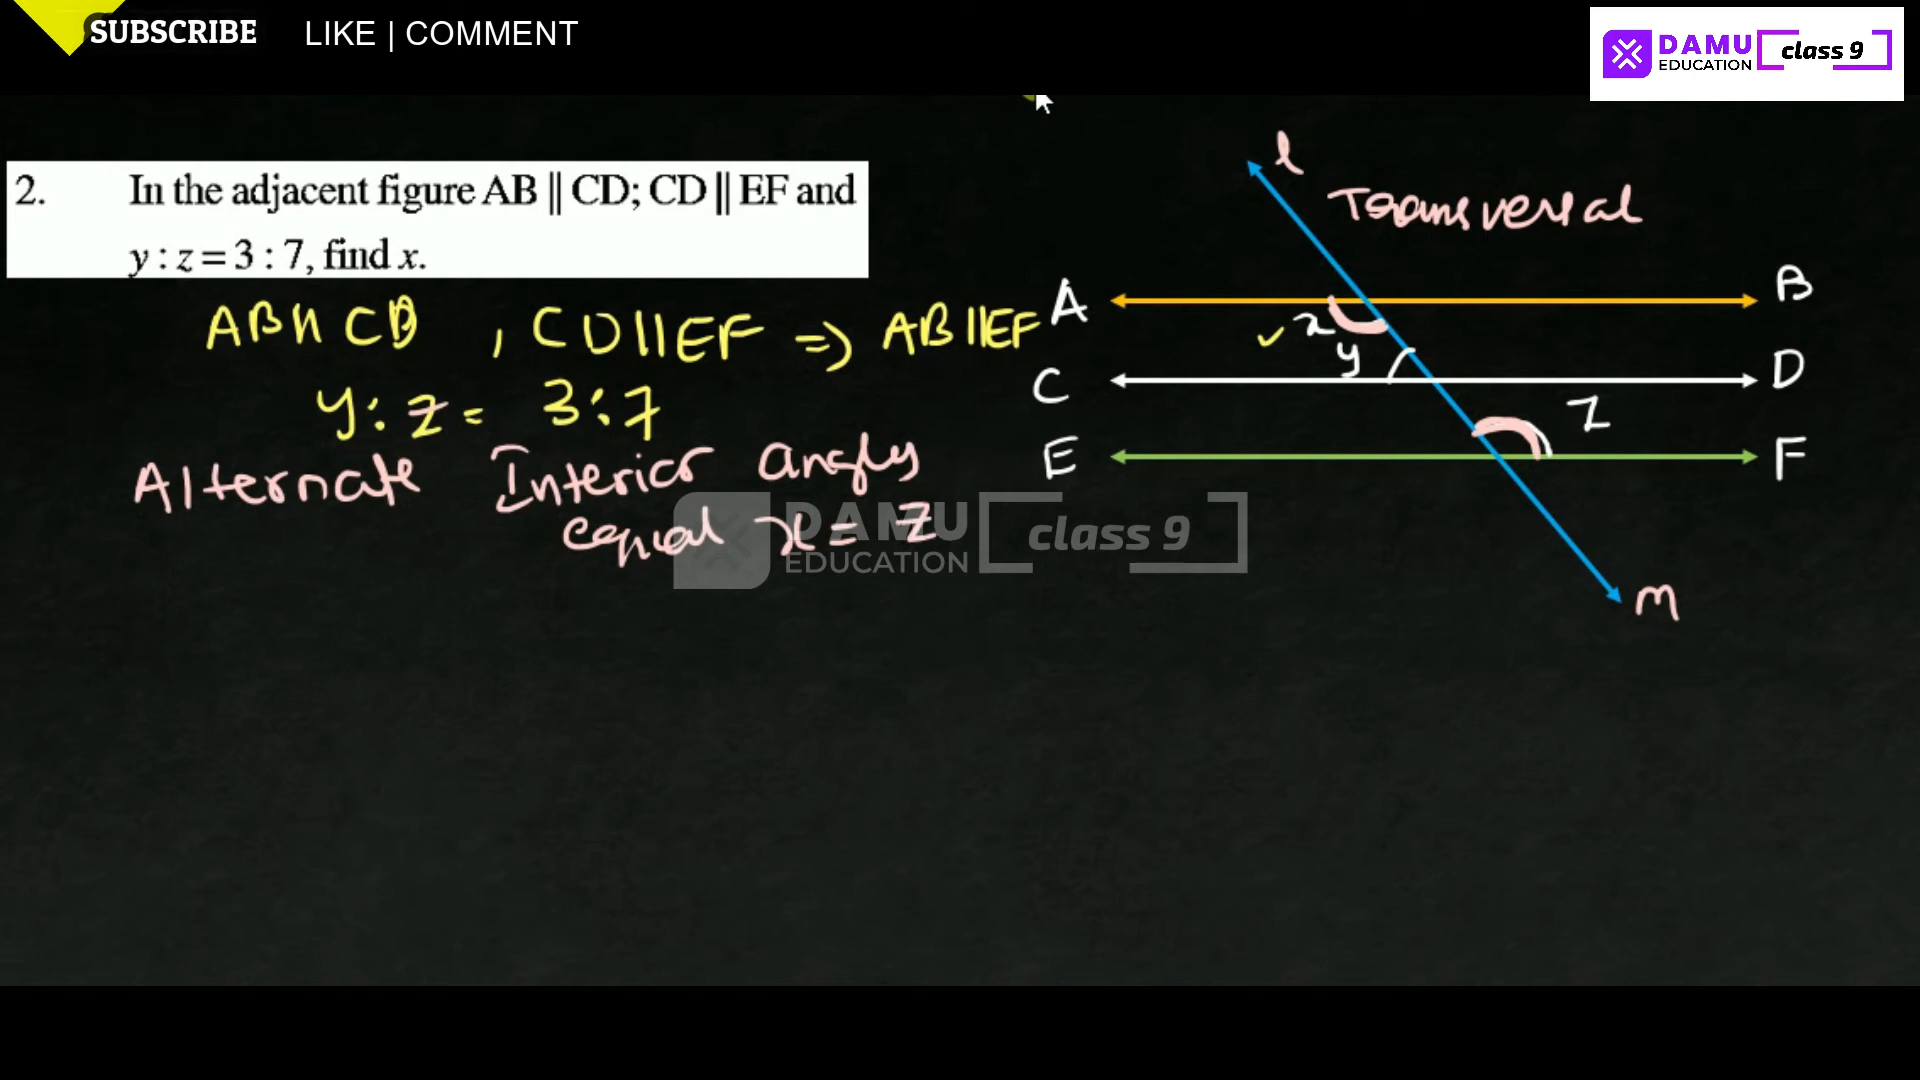 SUBSCRIBE LIKE | COMMENT
DAMU EDUCATION class 9
2. In the adjacent figure AB || CD; CD || EF and
y : z = 3 : 7, find x.
AB || CD , CD || EF => AB || EF
y : z = 3 : 7
Alternate Interior angles
equal x = z
DAMU EDUCATION class 9
l
Transversal
A B
✓ x
y
C D
z
E F
m